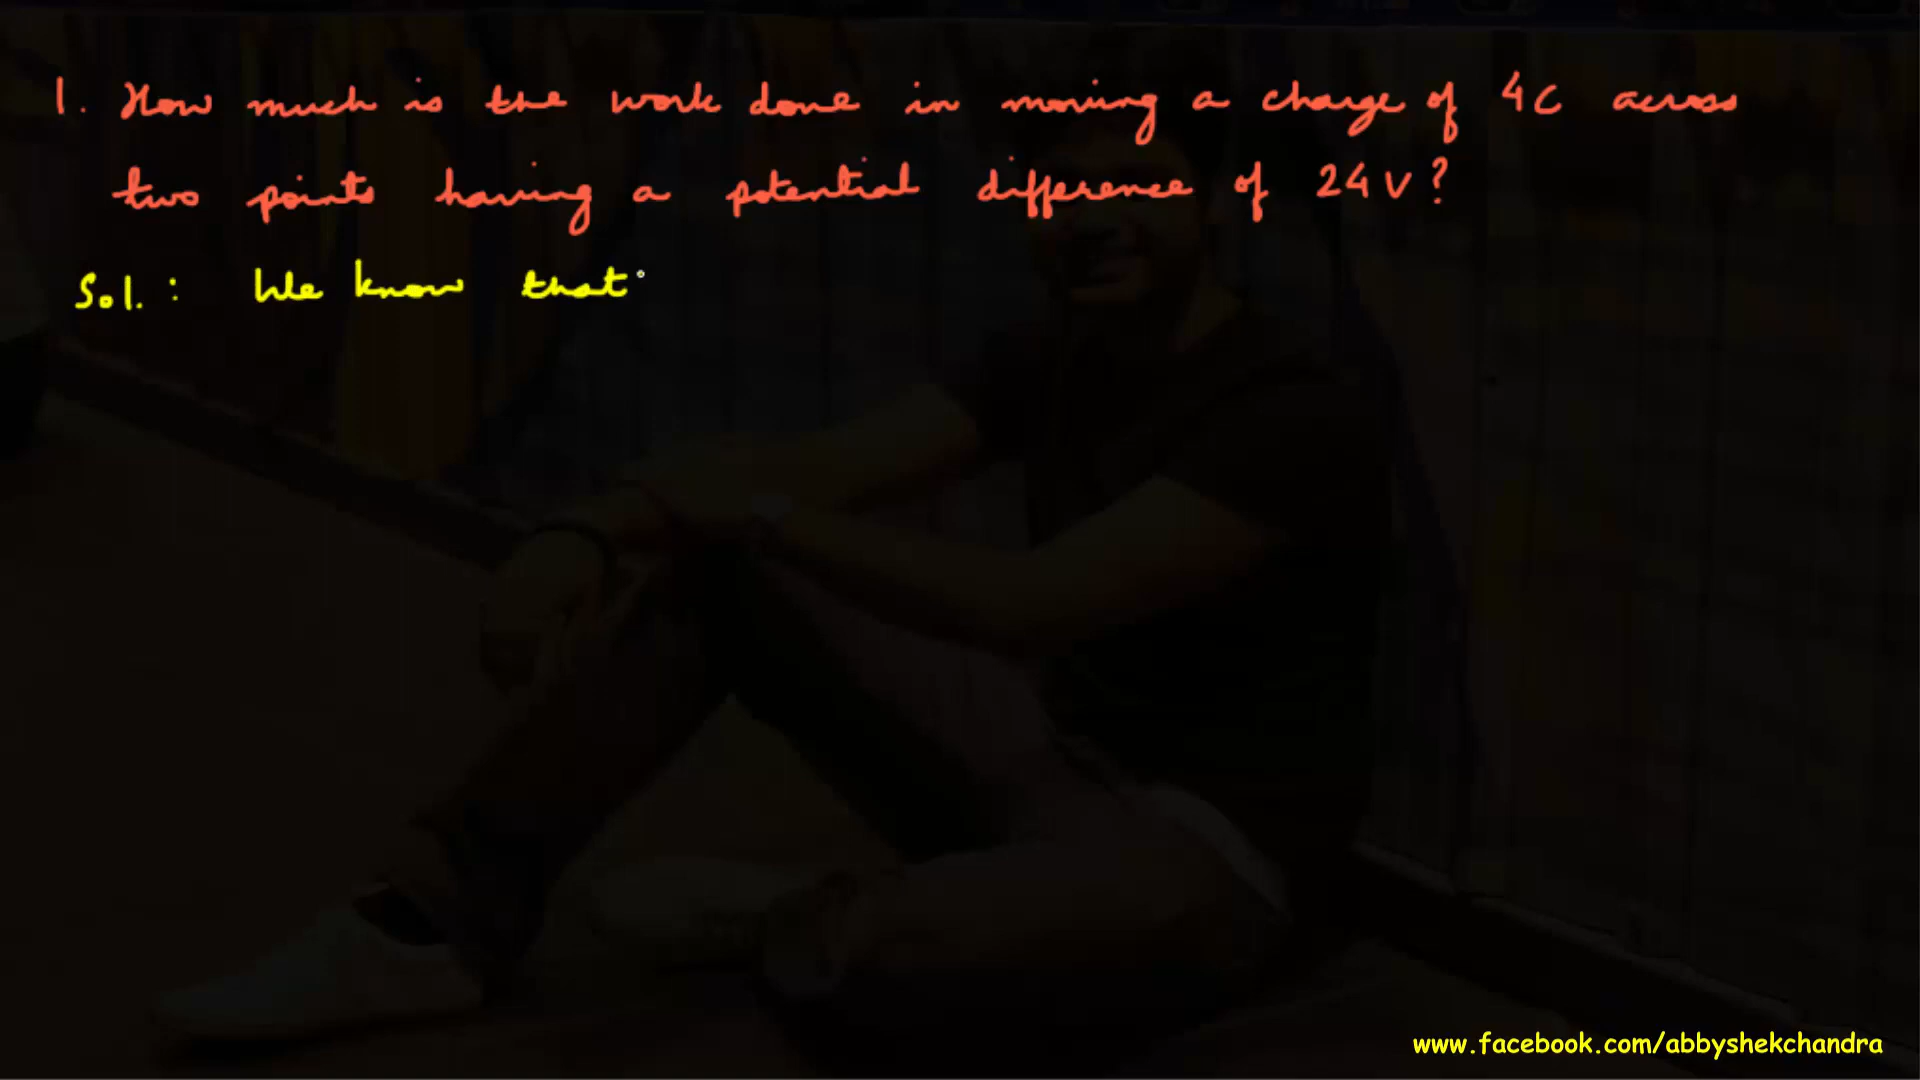 1. How much is the work done in moving a charge of 4C across
two points having a potential difference of 24V?
Sol. : We know that
www.facebook.com/abbyshekchandra